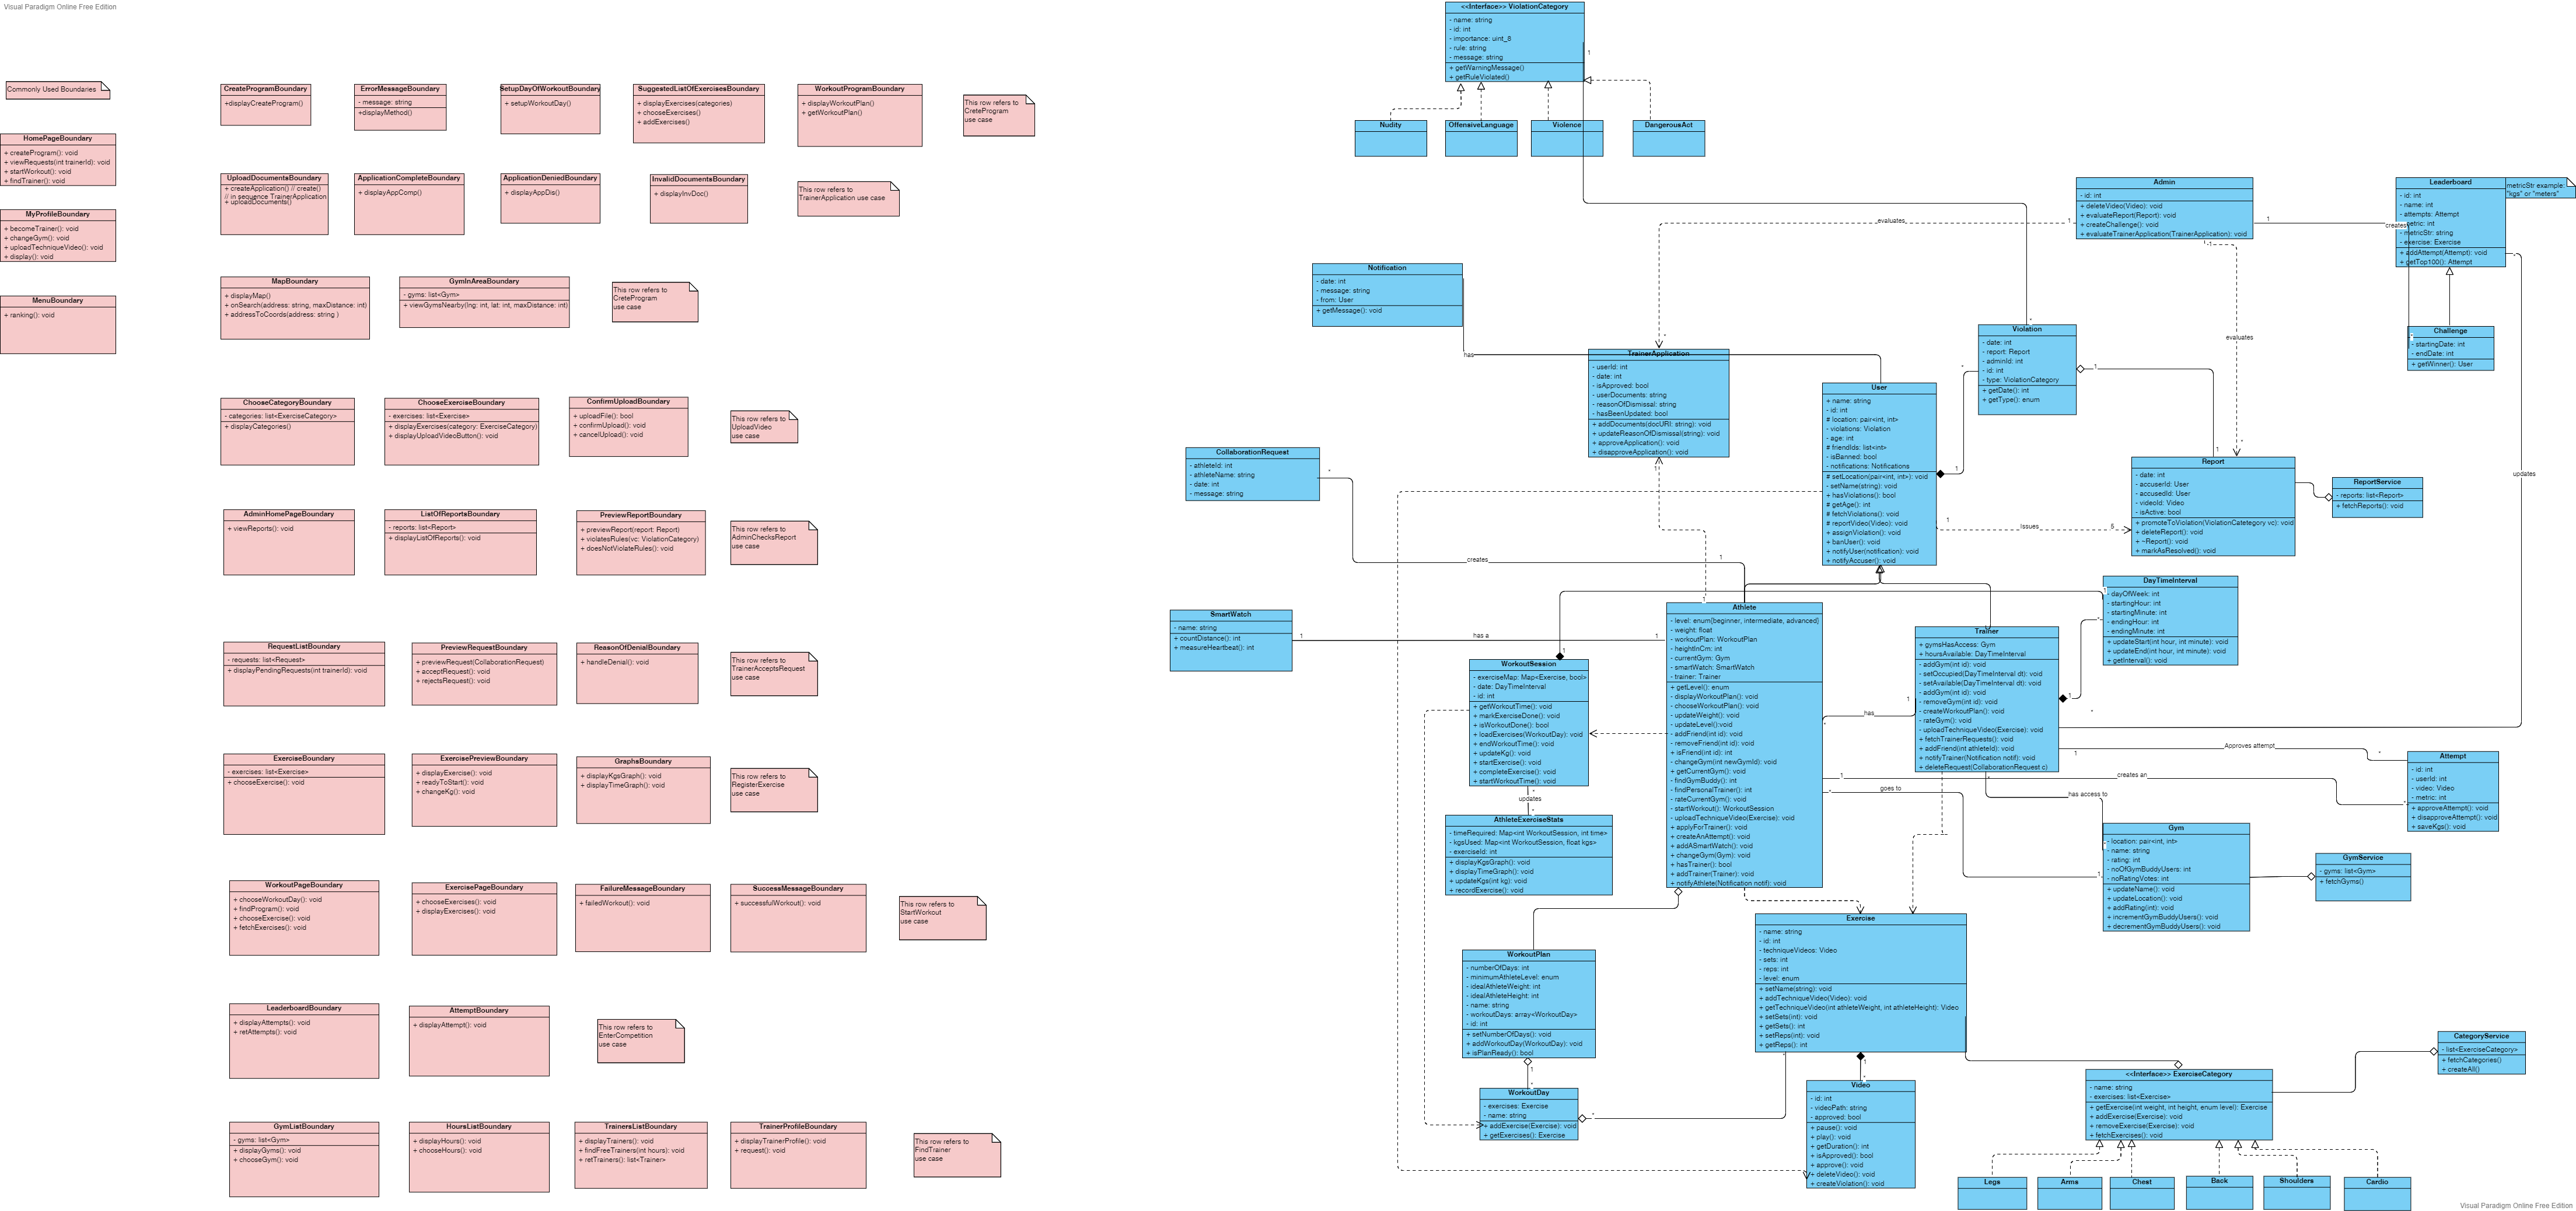 Visual Paradigm Online Free Edition
Commonly Used Boundaries
HomePageBoundary
+ createProgram(): void
+ viewRequests(int trainerId): void
+ startWorkout(): void
+ findTrainer(): void
MyProfileBoundary
+ becomeTrainer(): void
+ changeGym(): void
+ uploadTechniqueVideo(): void
+ display(): void
MenuBoundary
+ ranking(): void
CreateProgramBoundary
+displayCreateProgram()
ErrorMessageBoundary
- message: string
+displayMethod()
SetupDayOfWorkoutBoundary
+ setupWorkoutDay()
SuggestedListOfExercisesBoundary
+ displayExercises(categories)
+ chooseExercises()
+ addExercises()
WorkoutProgramBoundary
+ displayWorkoutPlan()
+ getWorkoutPlan()
This row refers to
CreteProgram
use case
UploadDocumentsBoundary
+ createApplication() // create()
// in sequence TrainerApplication
+ uploadDocuments()
ApplicationCompleteBoundary
+ displayAppComp()
ApplicationDeniedBoundary
+ displayAppDis()
InvalidDocumentsBoundary
+ displayInvDoc()
This row refers to
TrainerApplication use case
MapBoundary
+ displayMap()
+ onSearch(address: string, maxDistance: int)
+ addressToCoords(address: string )
GymInAreaBoundary
- gyms: list<Gym>
+ viewGymsNearby(lng: int, lat: int, maxDistance: int)
This row refers to
CreteProgram
use case
ChooseCategoryBoundary
- categories: list<ExerciseCategory>
+ displayCategories()
ChooseExerciseBoundary
- exercises: list<Exercise>
+ displayExercises(category: ExerciseCategory)
+ displayUploadVideoButton(): void
ConfirmUploadBoundary
+ uploadFile(): bool
+ confirmUpload(): void
+ cancelUpload(): void
This row refers to
UploadVideo
use case
AdminHomePageBoundary
+ viewReports(): void
ListOfReportsBoundary
- reports: list<Report>
+ displayListOfReports(): void
PreviewReportBoundary
+ previewReport(report: Report)
+ violatesRules(vc: ViolationCategory)
+ doesNotViolateRules(): void
This row refers to
AdminChecksReport
use case
RequestListBoundary
- requests: list<Request>
+ displayPendingRequests(int trainerId): void
PreviewRequestBoundary
+ previewRequest(CollaborationRequest)
+ acceptRequest(): void
+ rejectsRequest(): void
ReasonOfDenialBoundary
+ handleDenial(): void
This row refers to
TrainerAcceptsRequest
use case
ExerciseBoundary
- exercises: list<Exercise>
+ chooseExercise(): void
ExercisePreviewBoundary
+ displayExercise(): void
+ readyToStart(): void
+ changeKg(): void
GraphsBoundary
+ displayKgsGraph(): void
+ displayTimeGraph(): void
This row refers to
RegisterExercise
use case
WorkoutPageBoundary
+ chooseWorkoutDay(): void
+ findProgram(): void
+ chooseExercise(): void
+ fetchExercises(): void
ExercisePageBoundary
+ chooseExercises(): void
+ displayExercises(): void
FailureMessageBoundary
+ failedWorkout(): void
SuccessMessageBoundary
+ successfulWorkout(): void
This row refers to
StartWorkout
use case
LeaderboardBoundary
+ displayAttempts(): void
+ retAttempts(): void
AttemptBoundary
+ displayAttempt(): void
This row refers to
EnterCompetition
use case
GymListBoundary
- gyms: list<Gym>
+ displayGyms(): void
+ chooseGym(): void
HoursListBoundary
+ displayHours(): void
+ chooseHours(): void
TrainersListBoundary
+ displayTrainers(): void
+ findFreeTrainers(int hours): void
+ retTrainers(): list<Trainer>
TrainerProfileBoundary
+ displayTrainerProfile(): void
+ request(): void
This row refers to
FindTrainer
use case
<<Interface>> ViolationCategory
- name: string
- id: int
- importance: uint_8
- rule: string
- message: string
+ getWarningMessage()
+ getRuleViolated()
1
Nudity
OffensiveLanguage
Violence
DangerousAct
Admin
- id: int
+ deleteVideo(Video): void
+ evaluateReport(Report): void
+ createChallenge(): void
+ evaluateTrainerApplication(TrainerApplication): void
evaluates
1
1
creates
Leaderboard
- id: int
- name: int
- attempts: Attempt
- metric: int
- metricStr: string
- exercise: Exercise
+ addAttempt(Attempt): void
+ getTop100(): Attempt
metricStr example:
"kgs" or "meters"
Challenge
- startingDate: int
- endDate: int
+ getWinner(): User
evaluates
updates
Notification
- date: int
- message: string
- from: User
+ getMessage(): void
has
TrainerApplication
- userId: int
- date: int
- isApproved: bool
- userDocuments: string
- reasonOfDismissal: string
- hasBeenUpdated: bool
+ addDocuments(docURI: string): void
+ updateReasonOfDismissal(string): void
+ approveApplication(): void
+ disapproveApplication(): void
User
+ name: string
- id: int
# location: pair<int, int>
- violations: Violation
- age: int
# friendIds: list<int>
- isBanned: bool
- notifications: Notifications
# setLocation(pair<int, int>): void
- setName(string): void
+ hasViolations(): bool
# getAge(): int
# fetchViolations(): void
# reportVideo(Video): void
+ assignViolation(): void
+ banUser(): void
+ notifyUser(notification): void
+ notifyAccuser(): void
Violation
- date: int
- report: Report
- adminId: int
- id: int
- type: ViolationCategory
+ getDate(): int
+ getType(): enum
1
1
1
1
Issues
5
Report
- date: int
- accuserId: User
- accusedId: User
- videoId: Video
- isActive: bool
+ promoteToViolation(ViolationCatetegory vc): void
+ deleteReport(): void
+ ~Report(): void
+ markAsResolved(): void
ReportService
- reports: list<Report>
+ fetchReports(): void
CollaborationRequest
- athleteId: int
- athleteName: string
- date: int
- message: string
*
creates
1
1
1
SmartWatch
- name: string
+ countDistance(): int
+ measureHearbeat(): int
1
has a
1
WorkoutSession
- exerciseMap: Map<Exercise, bool>
- date: DayTimeInterval
- id: int
+ getWorkoutTime(): void
+ markExerciseDone(): void
+ isWorkoutDone(): bool
+ loadExercises(WorkoutDay): void
+ endWorkoutTime(): void
+ updateKg(): void
+ startExercise(): void
+ completeExercise(): void
+ startWorkoutTime(): void
1
updates
AthleteExerciseStats
- timeRequired: Map<int WorkoutSession, int time>
- kgsUsed: Map<int WorkoutSession, float kgs>
- exerciseId: int
+ displayKgsGraph(): void
+ displayTimeGraph(): void
+ updateKgs(int kg): void
+ recordExercise(): void
Athlete
- level: enum{beginner, intermediate, advanced}
- weight: float
- workoutPlan: WorkoutPlan
- heightInCm: int
- currentGym: Gym
- smartWatch: SmartWatch
- trainer: Trainer
+ getLevel(): enum
- displayWorkoutPlan(): void
- chooseWorkoutPlan(): void
- updateWeight(): void
- updateLevel():void
- addFriend(int id): void
- removeFriend(int id): void
+ isFriend(int id): int
- changeGym(int newGymId): void
+ getCurrentGym(): void
- findGymBuddy(): int
- findPersonalTrainer(): int
- rateCurrentGym(): void
- startWorkout(): WorkoutSession
- uploadTechniqueVideo(Exercise): void
+ applyForTrainer(): void
+ createAnAttempt(): void
+ addASmartWatch(): void
+ changeGym(Gym): void
+ hasTrainer(): bool
+ addTrainer(Trainer): void
+ notifyAthlete(Notification notif): void
has
1
Trainer
+ gymsHasAccess: Gym
+ hoursAvailable: DayTimeInterval
- addGym(int id): void
- setOccupied(DayTimeInterval dt): void
- setAvailable(DayTimeInterval dt): void
- addGym(int id): void
- removeGym(int id): void
- createWorkoutPlan(): void
- rateGym(): void
- uploadTechniqueVideo(Exercise): void
+ fetchTrainerRequests(): void
+ addFriend(int athleteId): void
+ notifyTrainer(Notification notif): void
+ deleteRequest(CollaborationRequest c)
DayTimeInterval
- dayOfWeek: int
- startingHour: int
- startingMinute: int
- endingHour: int
- endingMinute: int
+ updateStart(int hour, int minute): void
+ updateEnd(int hour, int minute): void
+ getInterval(): void
1
1
Approves attempt
*
1
creates an
goes to
has access to
1
Attempt
- id: int
- userId: int
- video: Video
- metric: int
+ approveAttempt(): void
+ disapproveAttempt(): void
+ saveKgs(): void
Gym
- location: pair<int, int>
- name: string
- rating: int
- noOfGymBuddyUsers: int
- noRatingVotes: int
+ updateName(): void
+ updateLocation(): void
+ addRating(int): void
+ incrementGymBuddyUsers(): void
+ decrementGymBuddyUsers(): void
GymService
- gyms: list<Gym>
+ fetchGyms()
Exercise
- name: string
- id: int
- techniqueVideos: Video
- sets: int
- reps: int
- level: enum
+ setName(string): void
+ addTechniqueVideo(Video): void
+ getTechniqueVideo(int athleteWeight, int athleteHeight): Video
+ setSets(int): void
+ getSets(): int
+ setReps(int): void
+ getReps(): int
1
WorkoutPlan
- numberOfDays: int
- minimumAthleteLevel: enum
- idealAthleteWeight: int
- idealAthleteHeight: int
- name: string
- workoutDays: array<WorkoutDay>
- id: int
+ setNumberOfDays(): void
+ addWorkoutDay(WorkoutDay): void
+ isPlanReady(): bool
1
WorkoutDay
- exercises: Exercise
- name: string
+ addExercise(Exercise): void
+ getExercises(): Exercise
Video
- id: int
- videoPath: string
- approved: bool
+ pause(): void
+ play(): void
+ getDuration(): int
+ isApproved(): bool
+ approve(): void
+ deleteVideo(): void
+ createViolation(): void
CategoryService
- list<ExerciseCategory>
+ fetchCategories()
+ createAll()
<<Interface>> ExerciseCategory
- name: string
- exercises: list<Exercise>
+ getExercise(int weight, int height, enum level): Exercise
+ addExercise(Exercise): void
+ removeExercise(Exercise): void
+ fetchExercises(): void
Legs
Arms
Chest
Back
Shoulders
Cardio
Visual Paradigm Online Free Edition